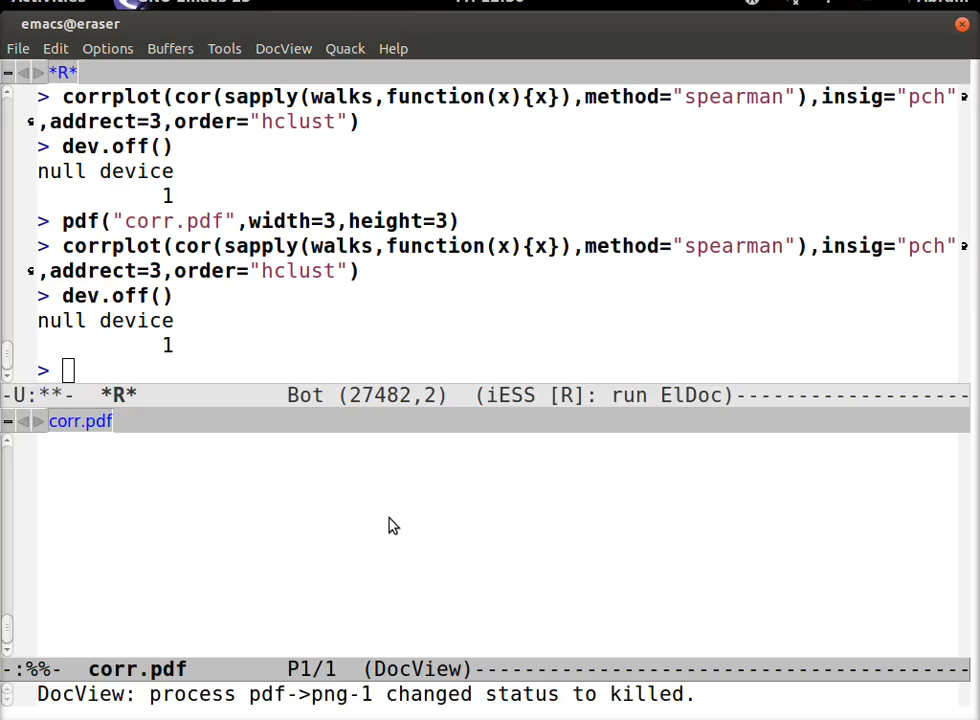 emacs@eraser
File Edit Options Buffers Tools DocView Quack Help
*R*
> corrplot(cor(sapply(walks,function(x){x}),method="spearman"),insig="pch"
,addrect=3,order="hclust")
> dev.off()
null device
1
> pdf("corr.pdf",width=3,height=3)
> corrplot(cor(sapply(walks,function(x){x}),method="spearman"),insig="pch"
,addrect=3,order="hclust")
> dev.off()
null device
1
>
-U:**- *R* Bot (27482,2) (iESS [R]: run ElDoc)-------------------
corr.pdf
-:%%- corr.pdf P1/1 (DocView)----------------------------------------
DocView: process pdf->png-1 changed status to killed.